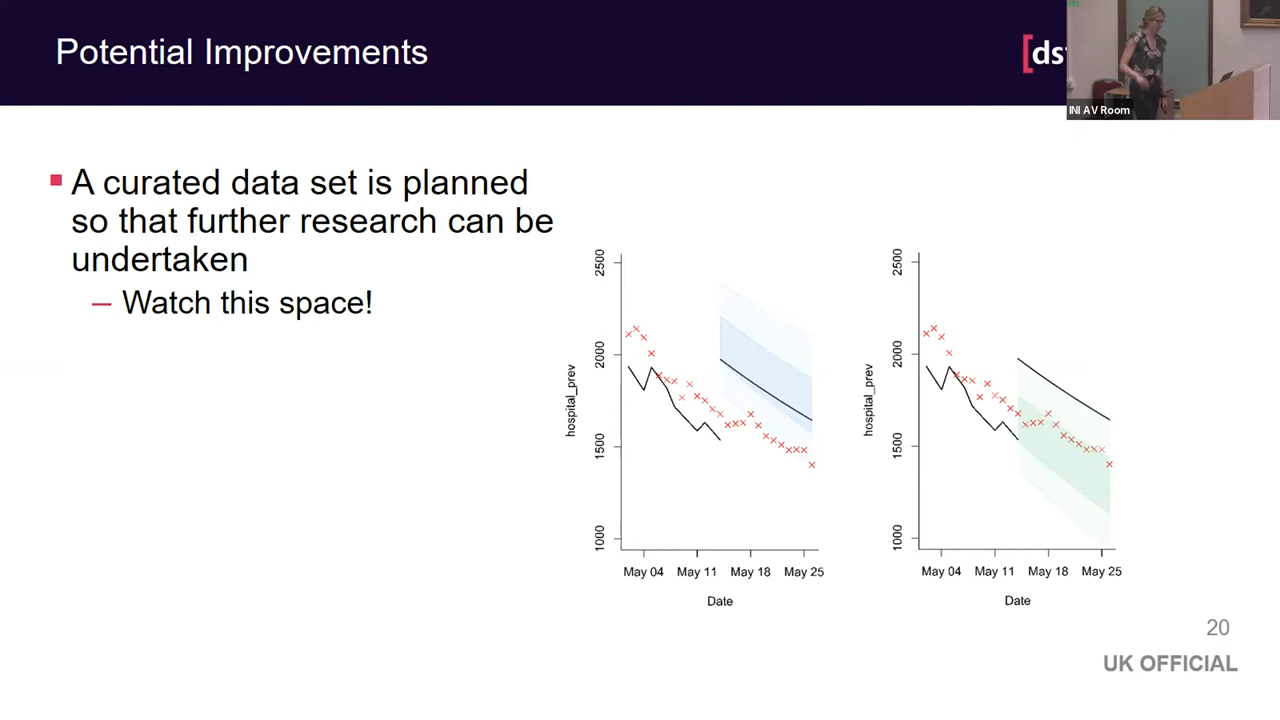 Potential Improvements
[ds
INI AV Room
A curated data set is planned
so that further research can be
undertaken
– Watch this space!
2500
2000
1500
1000
hospital_prev
May 04 May 11 May 18 May 25
Date
2500
2000
1500
1000
hospital_prev
May 04 May 11 May 18 May 25
Date
20
UK OFFICIAL